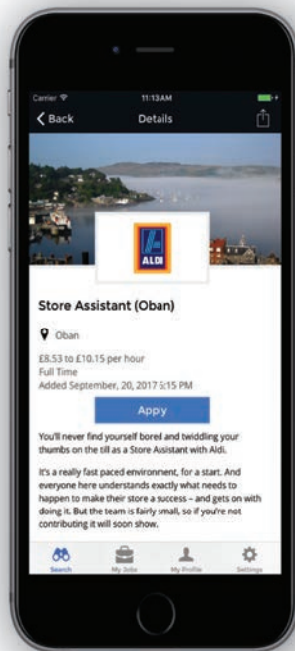 Carrier 11:13AM
Back Details
ALDI
Store Assistant (Oban)
Oban
£8.53 to £10.15 per hour
Full Time
Added September, 20, 2017 5:15 PM
Apply
You'll never find yourself bored and twiddling your
thumbs on the till as a Store Assistant with Aldi.
It's a really fast paced environment, for a start. And
everyone here understands exactly what needs to
happen to make their store a success – and gets on with
doing it. But the team is fairly small, so if you're not
contributing it will soon show.
Search My Jobs My Profile Settings